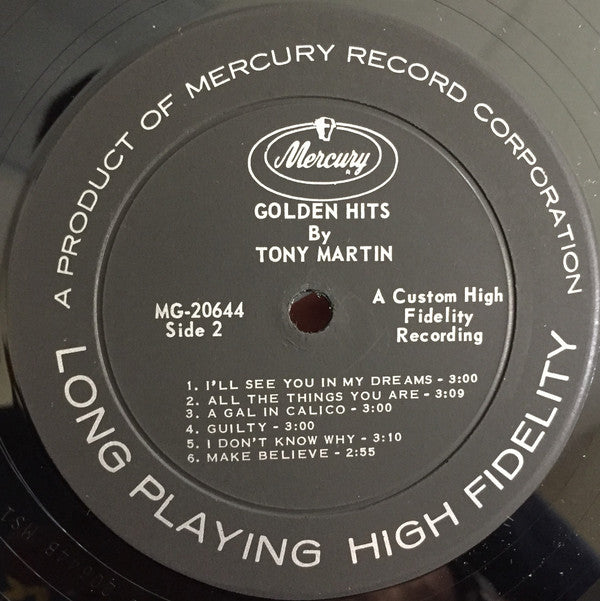 A PRODUCT OF MERCURY RECORD CORPORATION
Mercury
GOLDEN HITS
By
TONY MARTIN
MG-20644
Side 2
A Custom High
Fidelity
Recording
1. I'LL SEE YOU IN MY DREAMS - 3:00
2. ALL THE THINGS YOU ARE - 3:09
3. A GAL IN CALICO - 3:00
4. GUILTY - 3:00
5. I DON'T KNOW WHY - 3:10
6. MAKE BELIEVE - 2:55
LONG PLAYING HIGH FIDELITY